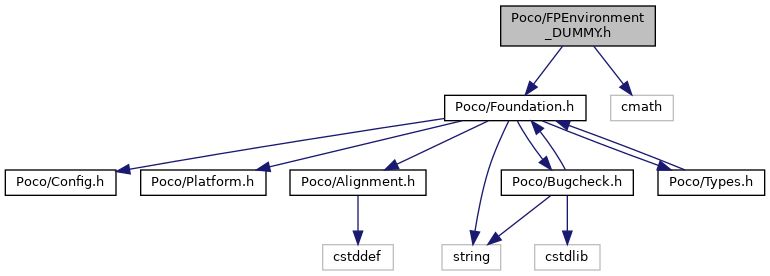 Poco/FPEnvironment
_DUMMY.h
Poco/Foundation.h
cmath
Poco/Config.h
Poco/Platform.h
Poco/Alignment.h
Poco/Bugcheck.h
Poco/Types.h
cstddef
string
cstdlib